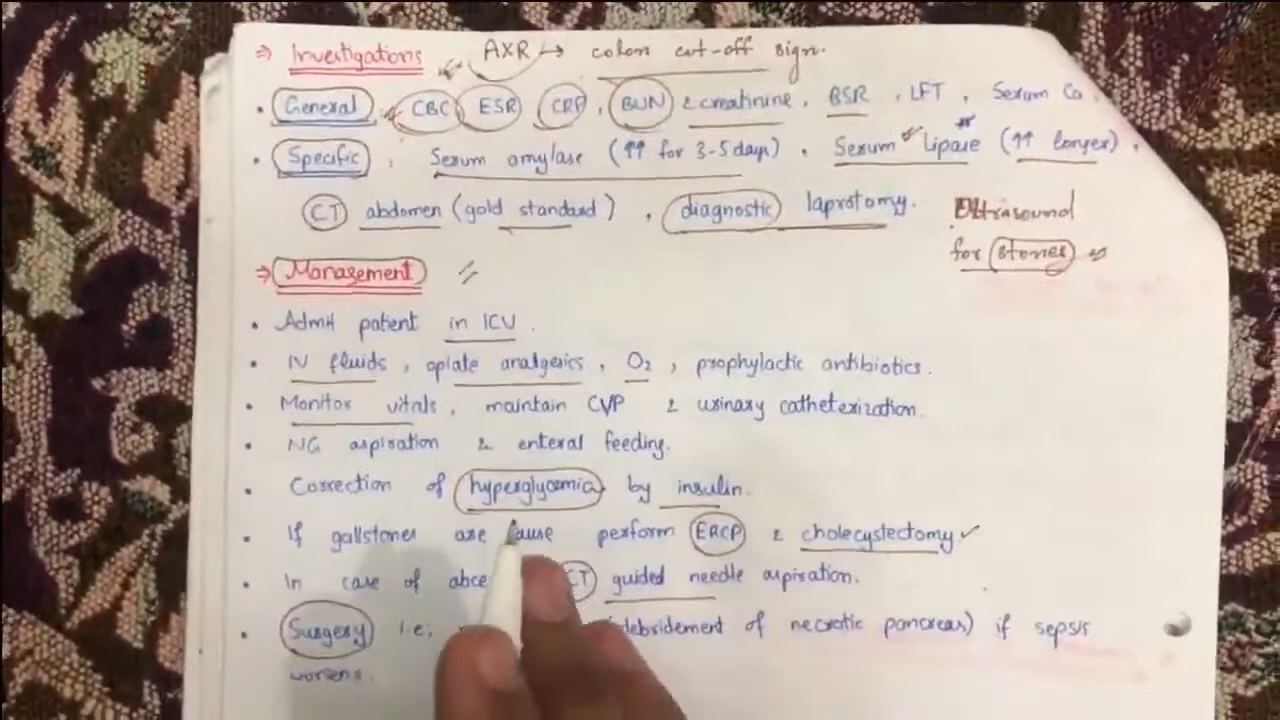 ⇒ Investigations AXR → colon cut-off sign.
• General : CBC, ESR, CRP, BUN & creatinine, BSR, LFT, Serum Ca,
• Specific : Serum amylase (↑↑ for 3-5 days), Serum Lipase (↑↑ longer),
CT abdomen (gold standard), diagnostic laprotomy. Ultrasound
for stones
⇒ Management
• Admit patient in ICU.
• IV fluids, opiate analgesics, O2, prophylactic antibiotics.
• Monitor vitals, maintain CVP & urinary catheterization.
• NG aspiration & enteral feeding.
• Correction of hyperglycemia by insulin.
• If gallstones are cause perform ERCP & cholecystectomy ✓
• In case of CT guided needle aspiration.
• Surgery i.e; (debridement of necrotic pancreas) if sepsis
worsens.